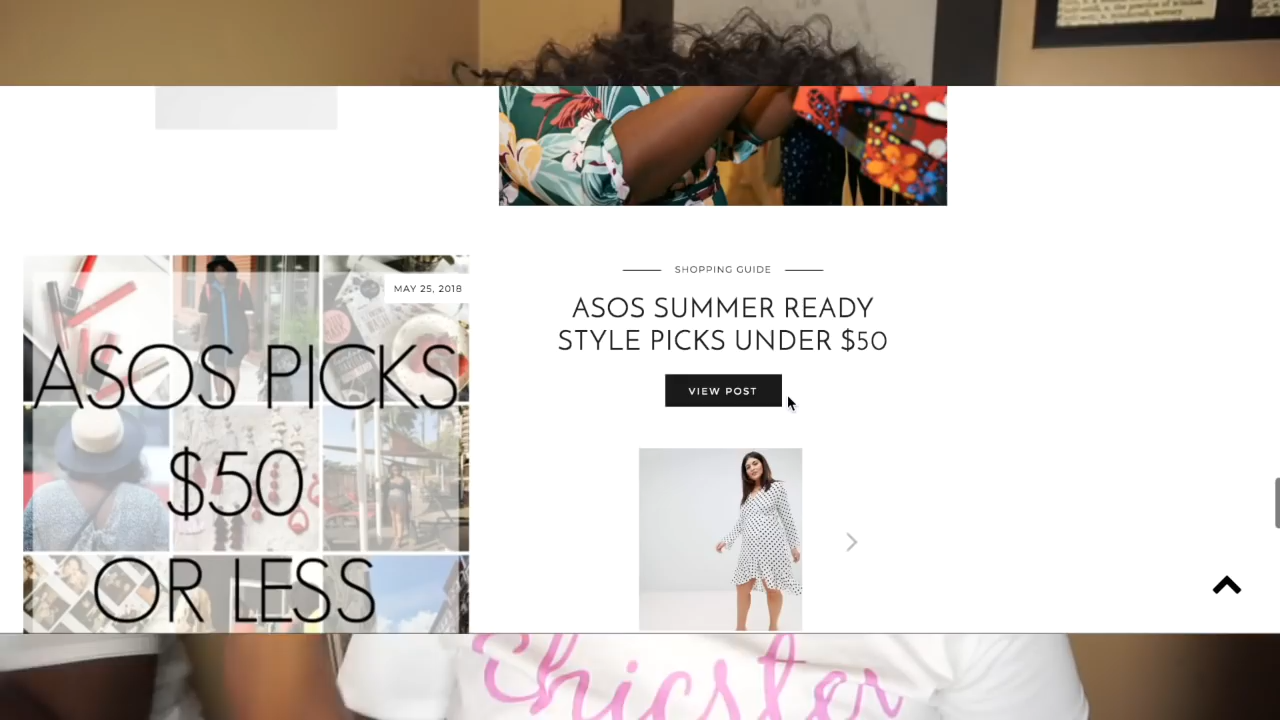 MAY 25, 2018
ASOS PICKS
$50
OR LESS
SHOPPING GUIDE
ASOS SUMMER READY
STYLE PICKS UNDER $50
VIEW POST
Chicster